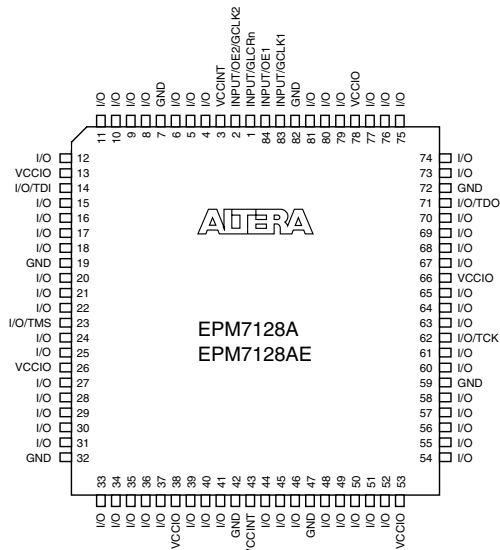 I/O I/O I/O I/O GND I/O I/O I/O VCCINT INPUT/OE2/GCLK2 INPUT/GLCRn INPUT/OE1 INPUT/GCLK1 GND I/O I/O I/O VCCIO I/O I/O I/O
11 10 9 8 7 6 5 4 3 2 1 84 83 82 81 80 79 78 77 76 75
I/O 12 74 I/O
VCCIO 13 73 I/O
I/O/TDI 14 72 GND
I/O 15 71 I/O/TDO
I/O 16 70 I/O
I/O 17 69 I/O
I/O 18 68 I/O
GND 19 67 I/O
I/O 20 66 VCCIO
I/O 21 65 I/O
I/O 22 64 I/O
I/O/TMS 23 63 I/O
I/O 24 62 I/O/TCK
I/O 25 61 I/O
VCCIO 26 60 I/O
I/O 27 59 GND
I/O 28 58 I/O
I/O 29 57 I/O
I/O 30 56 I/O
I/O 31 55 I/O
GND 32 54 I/O
ALTERA
EPM7128A
EPM7128AE
33 34 35 36 37 38 39 40 41 42 43 44 45 46 47 48 49 50 51 52 53
I/O I/O I/O I/O I/O VCCIO I/O I/O I/O GND VCCINT I/O I/O I/O GND I/O I/O I/O I/O I/O VCCIO